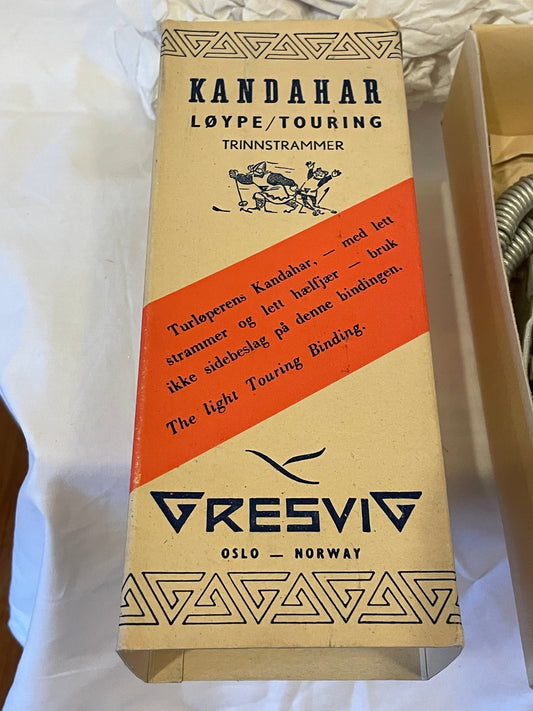 KANDAHAR
LØYPE/TOURING
TRINNSTRAMMER
Turløperens Kandahar, — med lett
strammer og lett hælfjær — bruk
ikke sidebeslag på denne bindingen.
The light Touring Binding.
GRESVIG
OSLO — NORWAY